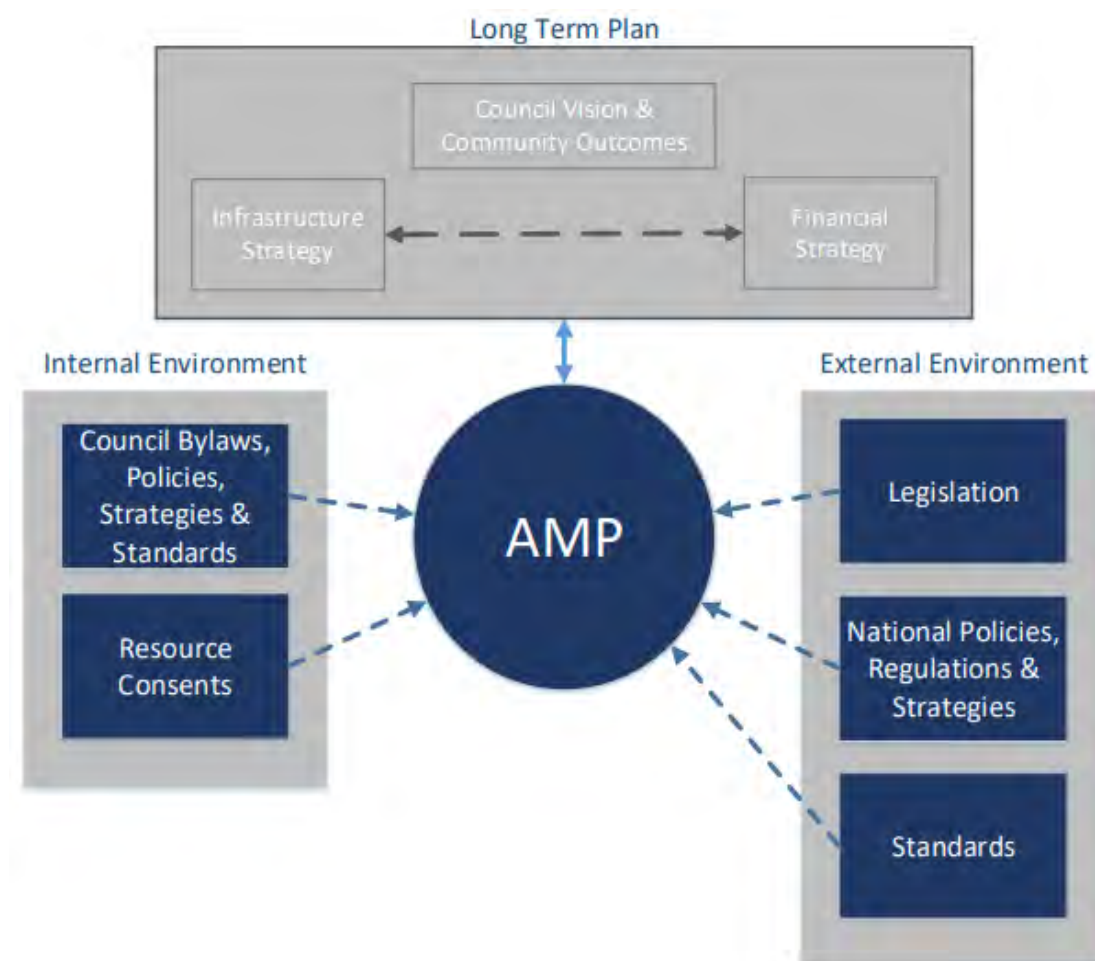 Long Term Plan
Council Vision &
Community Outcomes
Infrastructure
Strategy
Financial
Strategy
Internal Environment
Council Bylaws,
Policies,
Strategies &
Standards
Resource
Consents
AMP
External Environment
Legislation
National Policies,
Regulations &
Strategies
Standards